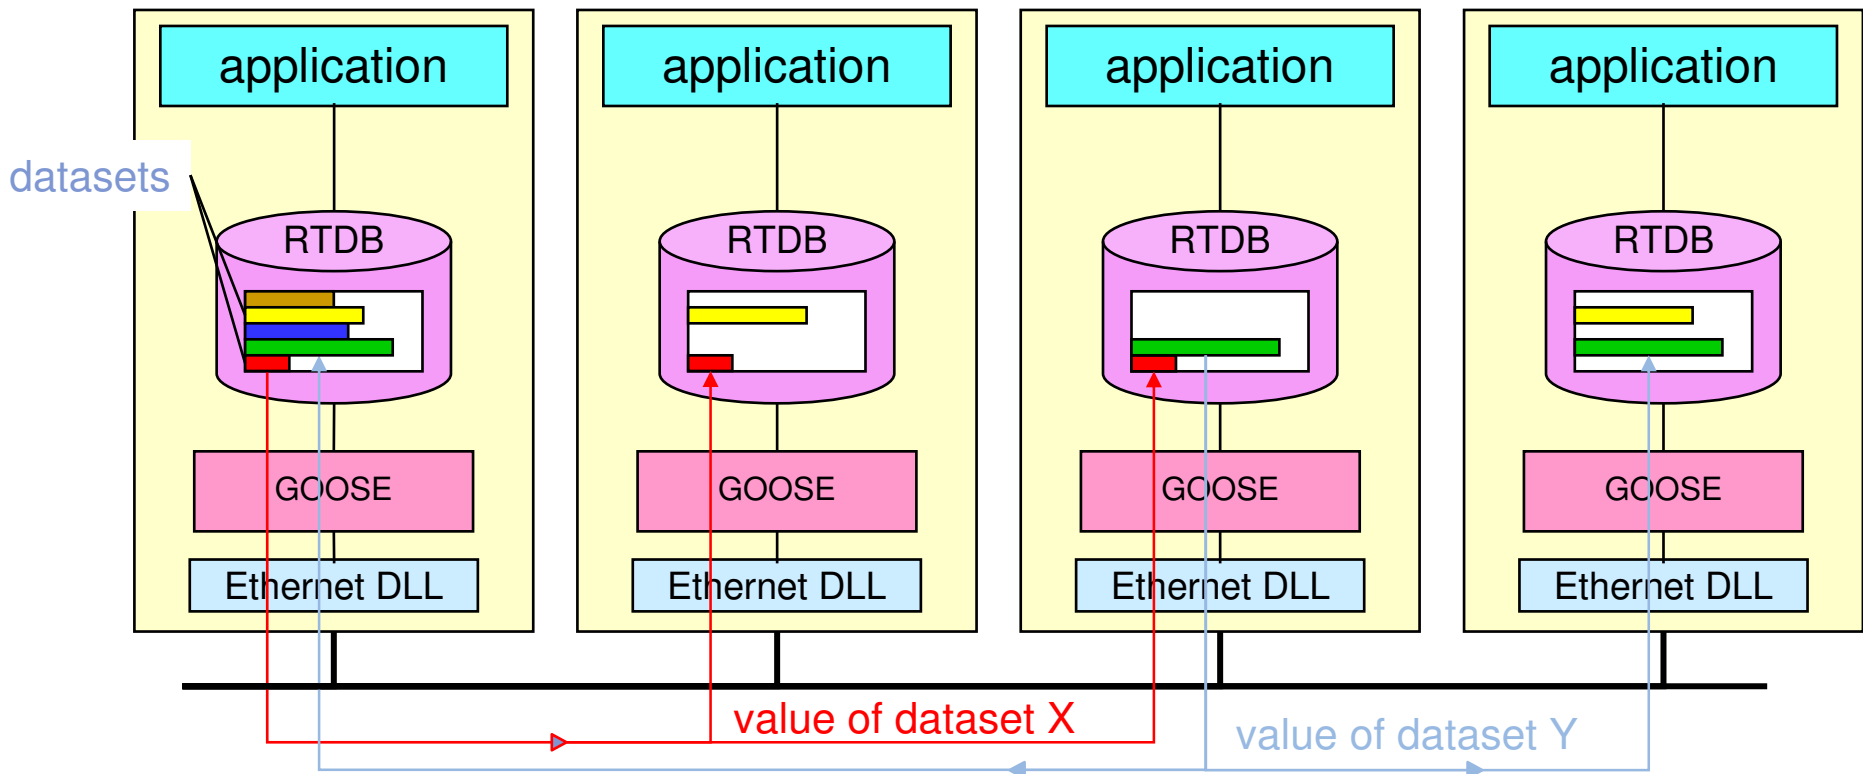 application application application application
datasets
RTDB RTDB RTDB RTDB
GOOSE GOOSE GOOSE GOOSE
Ethernet DLL Ethernet DLL Ethernet DLL Ethernet DLL
value of dataset X
value of dataset Y